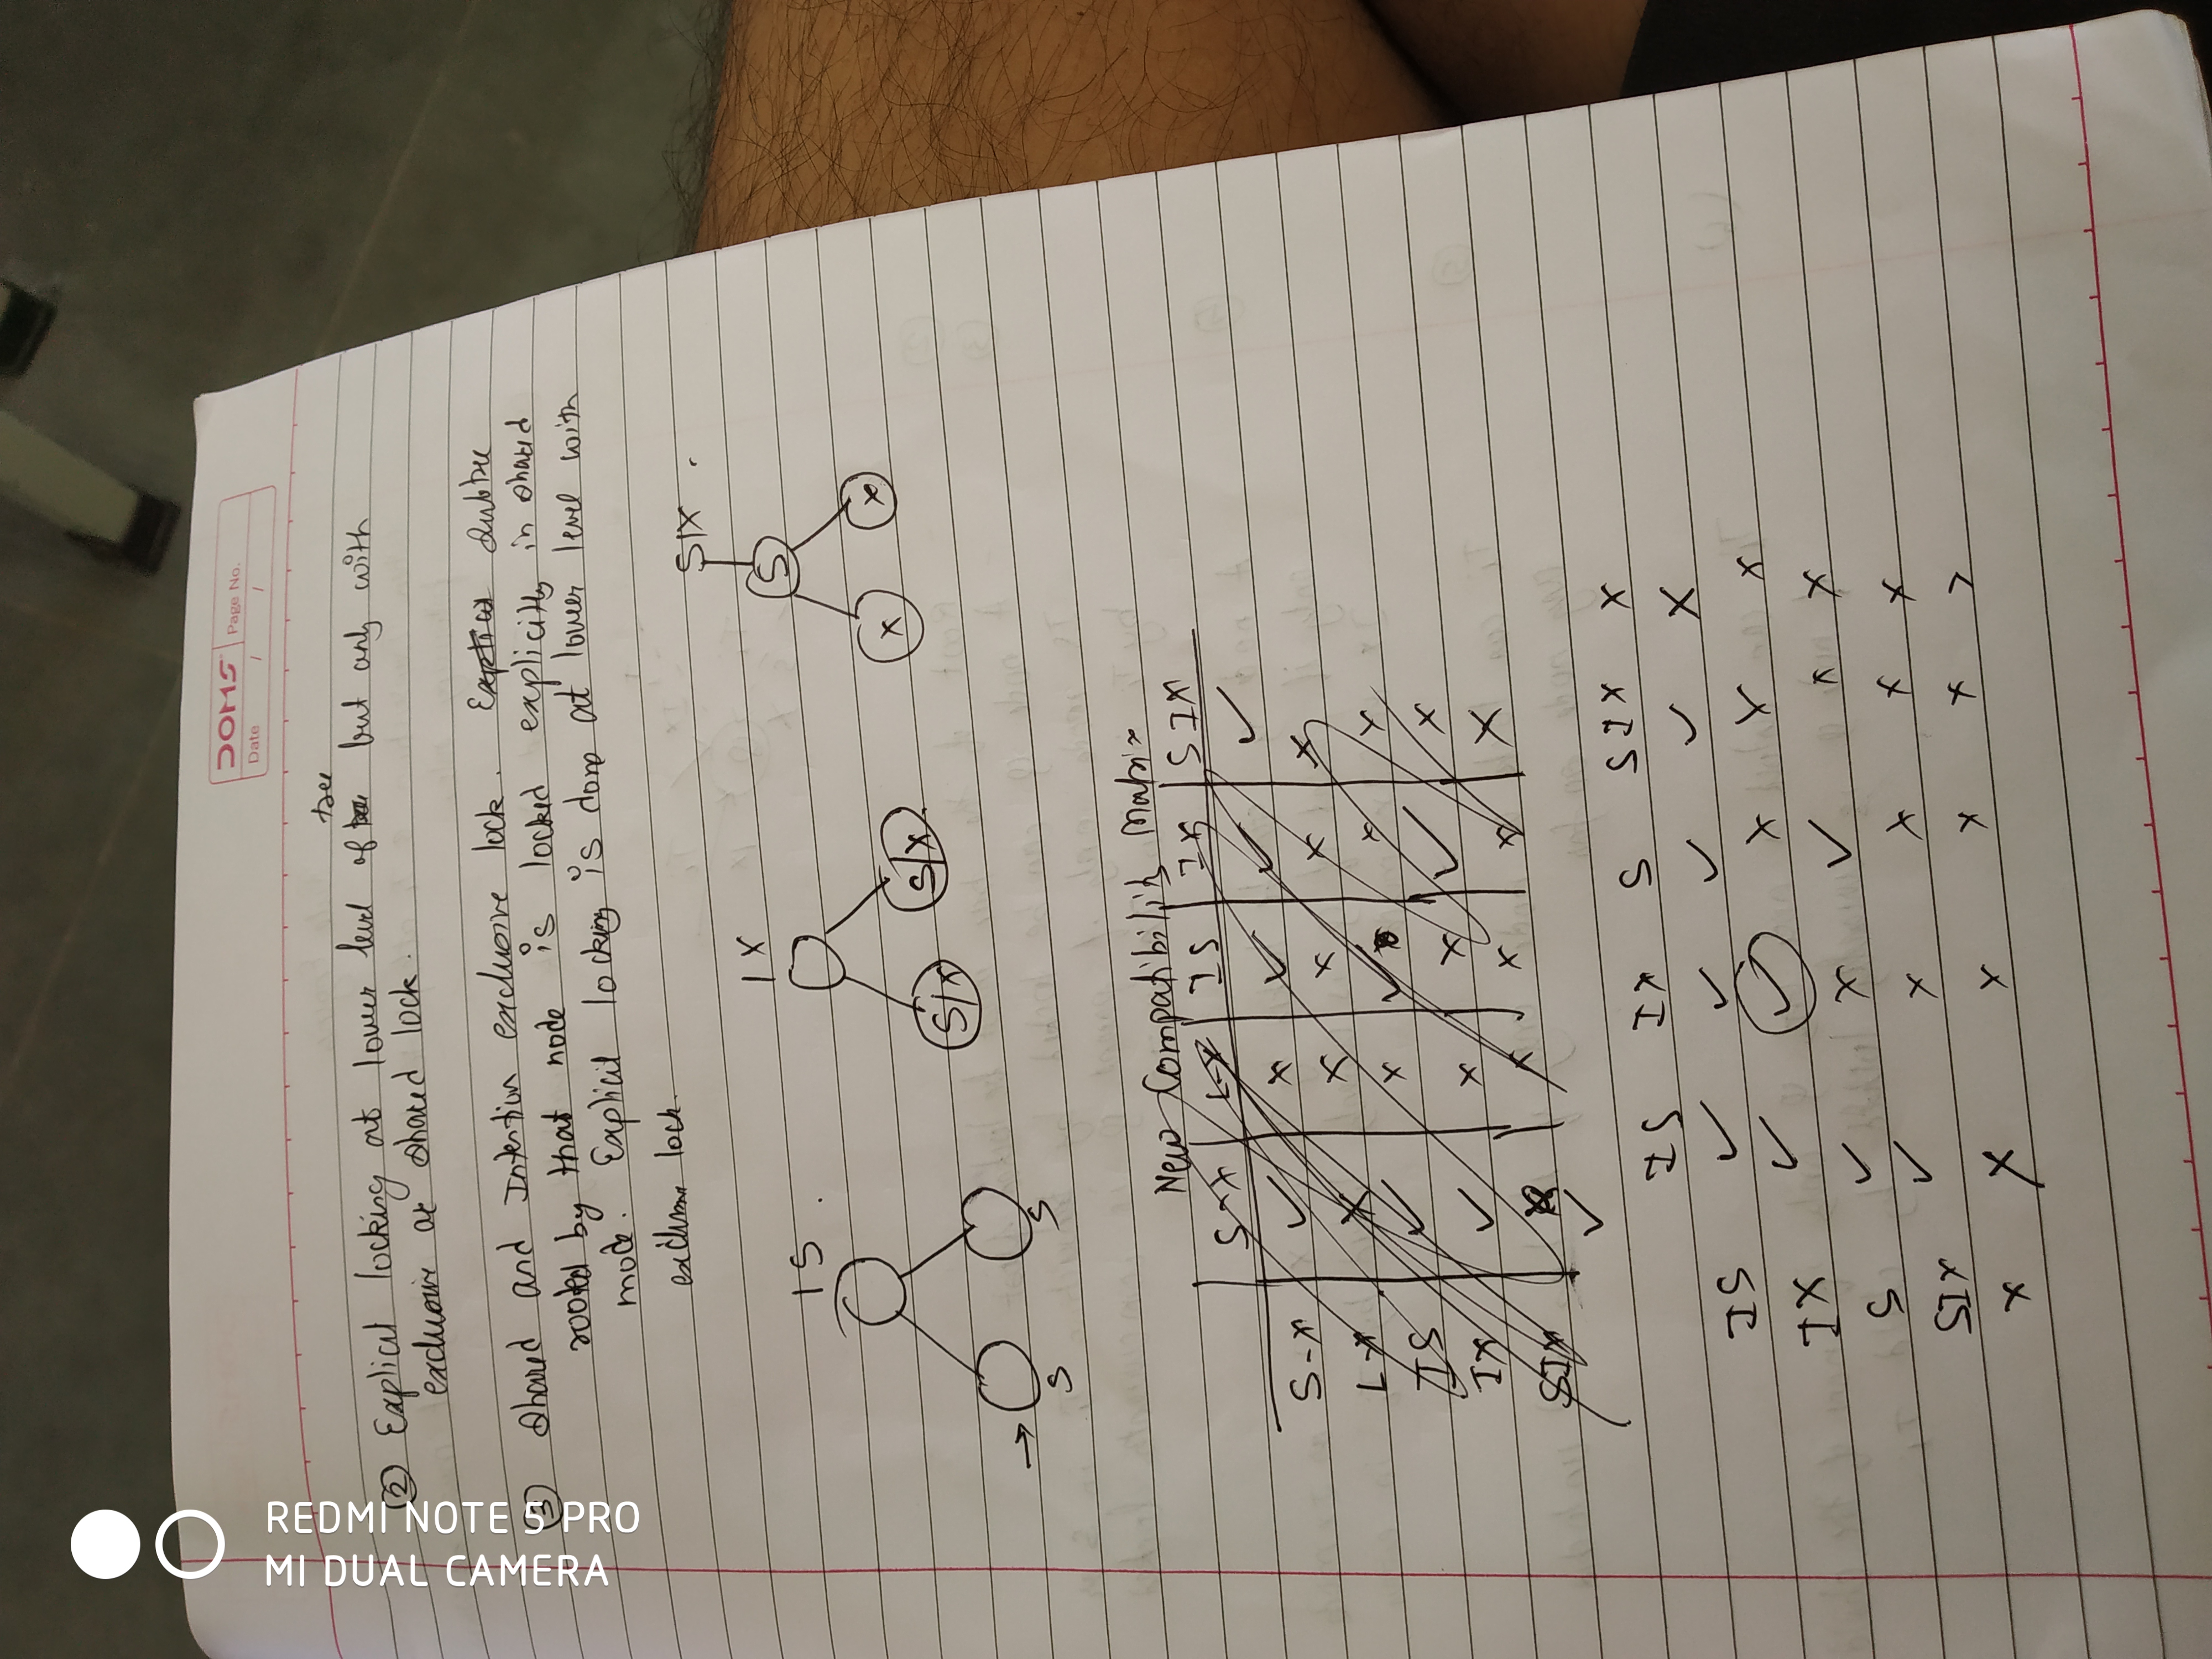 DOMS
Page No.
Date / /
tree
② Explicit locking at lower level of tree but only with
exclusive or shared lock.
③ Shared and Intention exclusive lock. Explicit Subtree
rooted by that node is locked explicitly in shared
mode. Explicit locking is done at lower level with
exclusive lock.
IS IX SIX .
S
S S S/X S/X X X
New Compatibility Matrix
S-X L-X IS IX SIX
S-X ✓ x ✓ ✓ ✓
L-X x x x x x
IS ✓ x ✓ x x
IX ✓ x x ✓ x
SIX ✓ x x x x
IS IX S SIX X
IS ✓ ✓ ✓ ✓ X
IX ✓ ✓ x x x
S ✓ x ✓ x x
SIX ✓ x x x x
X x x x x x
REDMI NOTE 5 PRO
MI DUAL CAMERA